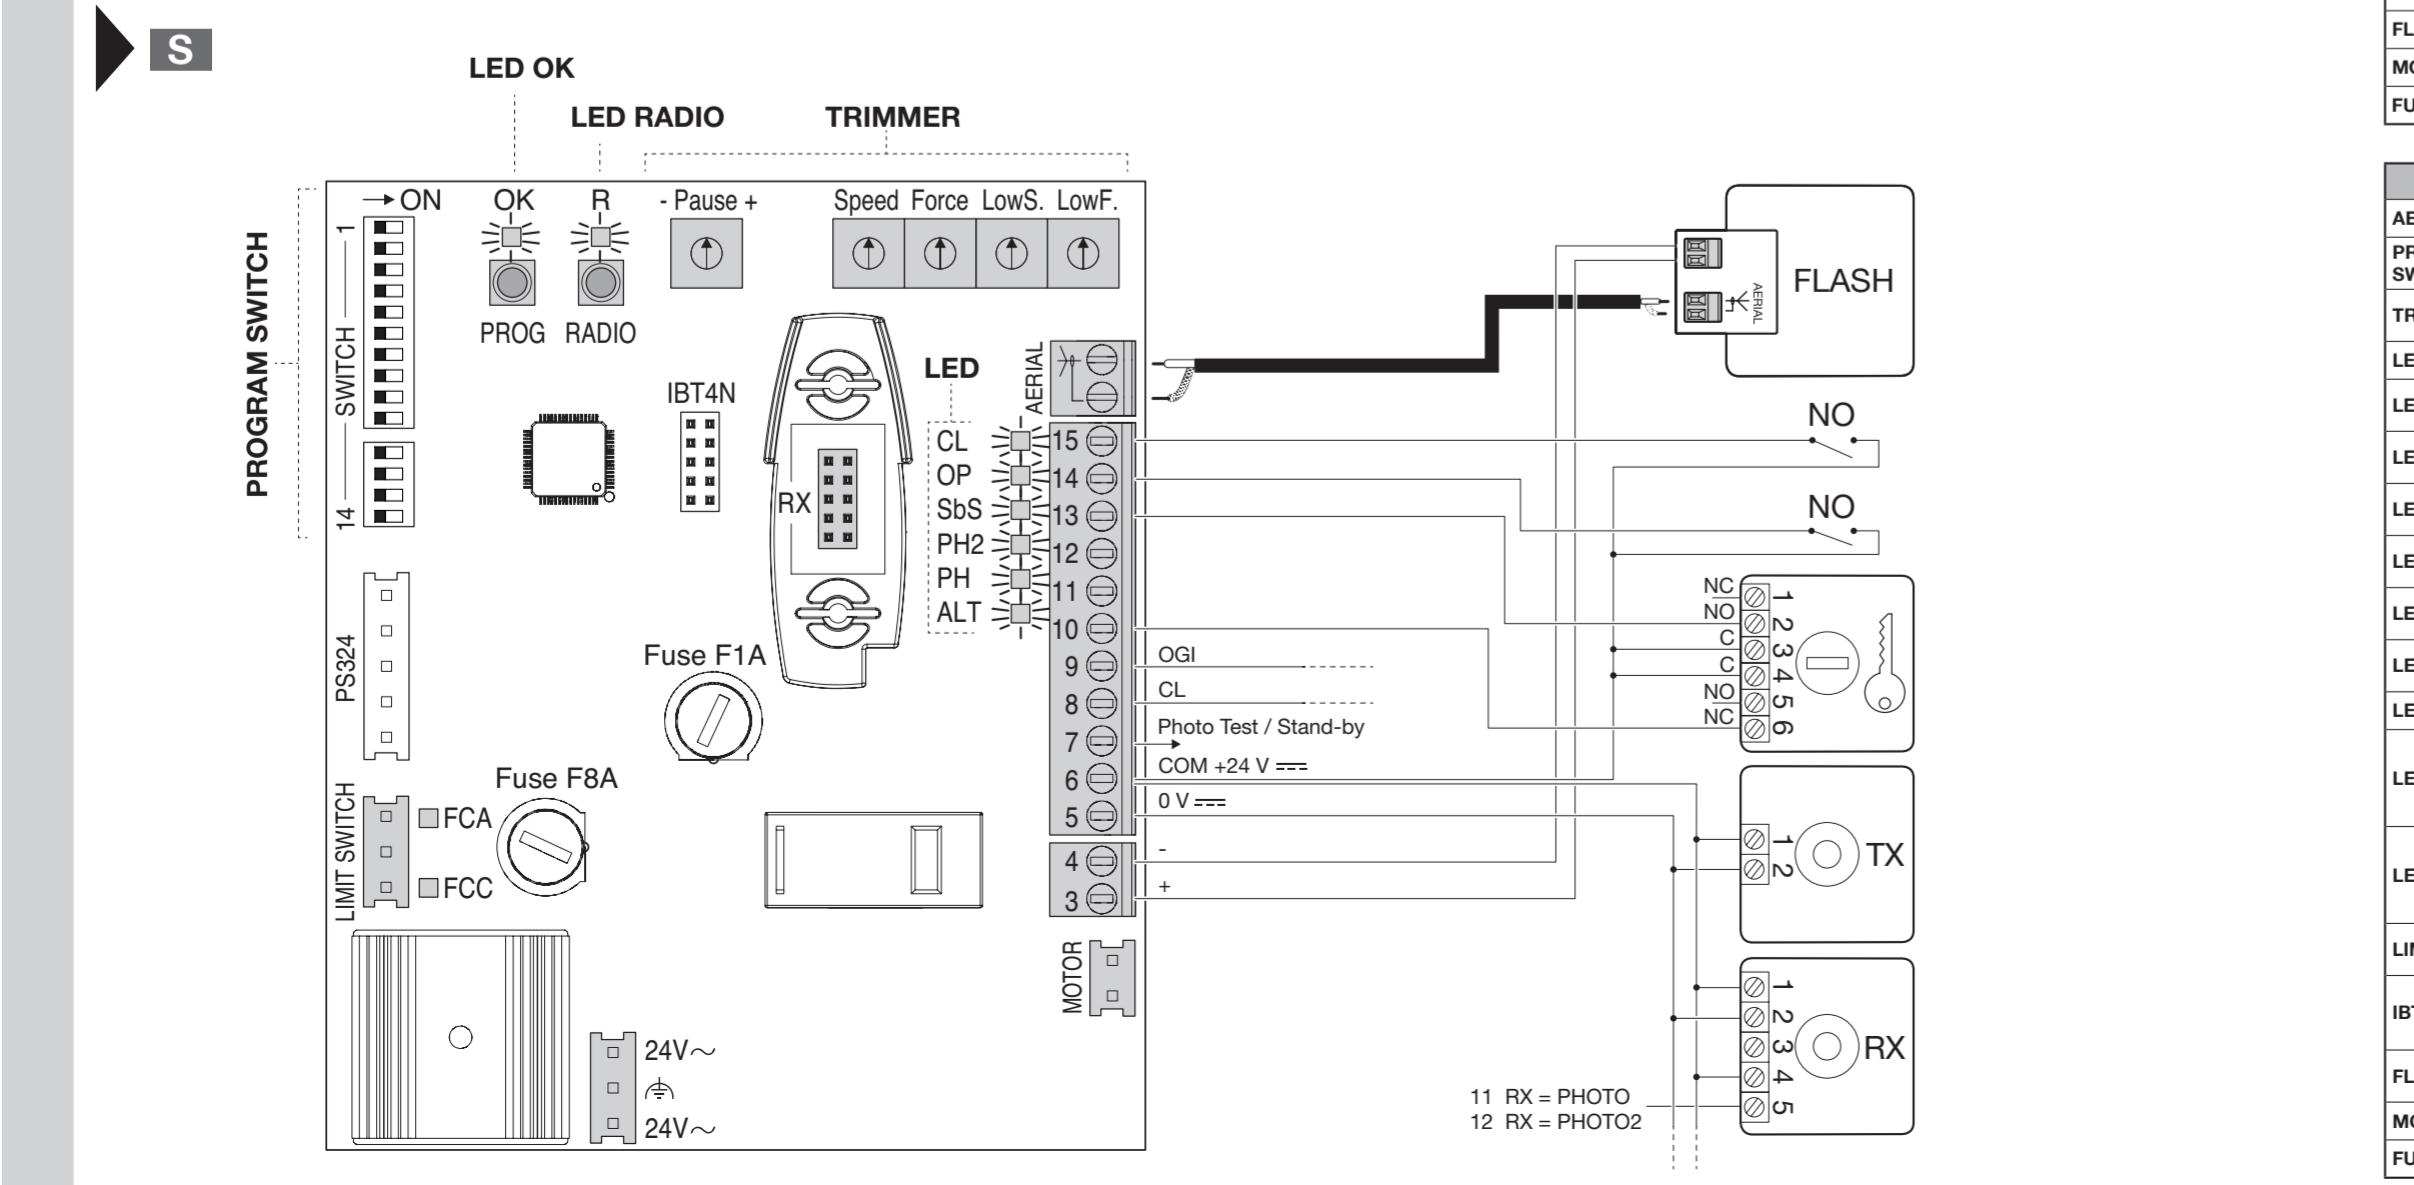 S
LED OK
LED RADIO
TRIMMER
PROGRAM SWITCH
ON
OK
R
- Pause +
Speed
Force
LowS.
LowF.
1
SWITCH
14
PROG
RADIO
IBT4N
RX
LED
AERIAL
CL
OP
SbS
PH2
PH
ALT
15
14
13
12
11
10
9
8
7
6
5
4
3
OGI
CL
Photo Test / Stand-by
COM +24 V
0 V
-
+
PS324
Fuse F1A
Fuse F8A
LIMIT SWITCH
FCA
FCC
MOTOR
24V~
24V~
AERIAL
FLASH
NO
NO
NC
NO
C
C
NO
NC
1
2
3
4
5
6
1
2
TX
1
2
3
4
5
RX
11 RX = PHOTO
12 RX = PHOTO2